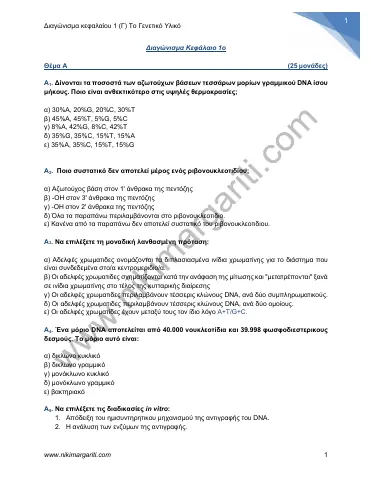 Διαγώνισμα κεφαλαίου 1 (Γ) Το Γενετικό Υλικό
1
Διαγώνισμα Κεφάλαιο 1ο
Θέμα Α (25 μονάδες)
Α1. Δίνονται τα ποσοστά των αζωτούχων βάσεων τεσσάρων μορίων γραμμικού DNA ίσου
μήκους. Ποιο είναι ανθεκτικότερο στις υψηλές θερμοκρασίες;
α) 30%A, 20%G, 20%C, 30%T
β) 45%A, 45%T, 5%G, 5%C
γ) 8%A, 42%G, 8%C, 42%T
δ) 35%G, 35%C, 15%T, 15%A
ε) 35%A, 35%C, 15%T, 15%G
Α2. Ποιο συστατικό δεν αποτελεί μέρος ενός ριβονουκλεοτιδίου;
α) Αζωτούχος βάση στον 1' άνθρακα της πεντόζης
β) -ΟΗ στον 3' άνθρακα της πεντόζης
γ) -ΟΗ στον 2' άνθρακα της πεντόζης
δ) Όλα τα παραπάνω περιλαμβάνονται στο ριβονουκλεοτίδιο.
ε) Κανένα από τα παραπάνω δεν αποτελεί συστατικό του ριβονουκλεοτιδίου.
Α3. Να επιλέξετε τη μοναδική λανθασμένη πρόταση:
α) Αδελφές χρωματίδες ονομάζονται τα διπλασιασμένα ινίδια χρωματίνης για το διάστημα που
είναι συνδεδεμένα στο/α κεντρομερίδιο/α.
β) Οι αδελφές χρωματίδες σχηματίζονται κατά την ανάφαση της μίτωσης και "μετατρέπονται" ξανά
σε ινίδια χρωματίνης στο τέλος της κυτταρικής διαίρεσης
γ) Οι αδελφές χρωματίδες περιλαμβάνουν τέσσερις κλώνους DNA, ανά δύο συμπληρωματικούς.
δ) Οι αδελφές χρωματίδες περιλαμβάνουν τέσσερις κλώνους DNA, ανά δύο ομοίους.
ε) Οι αδελφές χρωματίδες έχουν μεταξύ τους τον ίδιο λόγο A+T/G+C.
Α4. Ένα μόριο DNA αποτελείται από 40.000 νουκλεοτίδια και 39.998 φωσφοδιεστερικους
δεσμούς. Το μόριο αυτό είναι:
α) δίκλωνο κυκλικό
β) δίκλωνο γραμμικό
γ) μονόκλωνο κυκλικό
δ) μονόκλωνο γραμμικό
ε) βακτηριακό
Α5. Να επιλέξετε τις διαδικασίες in vitro:
1. Απόδειξη του ημισυντηρητικου μηχανισμού της αντιγραφής του DNA.
2. Η ανάλυση των ενζύμων της αντιγραφής.
www.nikimargariti.com
www.nikimargariti.com 1